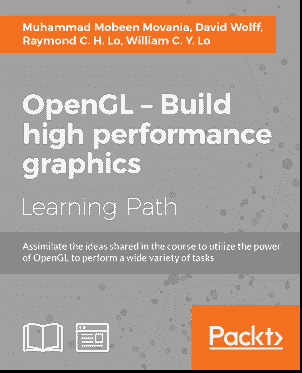 Muhammad Mobeen Movania, David Wolff,
Raymond C. H. Lo, William C. Y. Lo
OpenGL – Build
high performance
graphics
Learning Path
Assimilate the ideas shared in the course to utilize the power
of OpenGL to perform a wide variety of tasks
Packt>